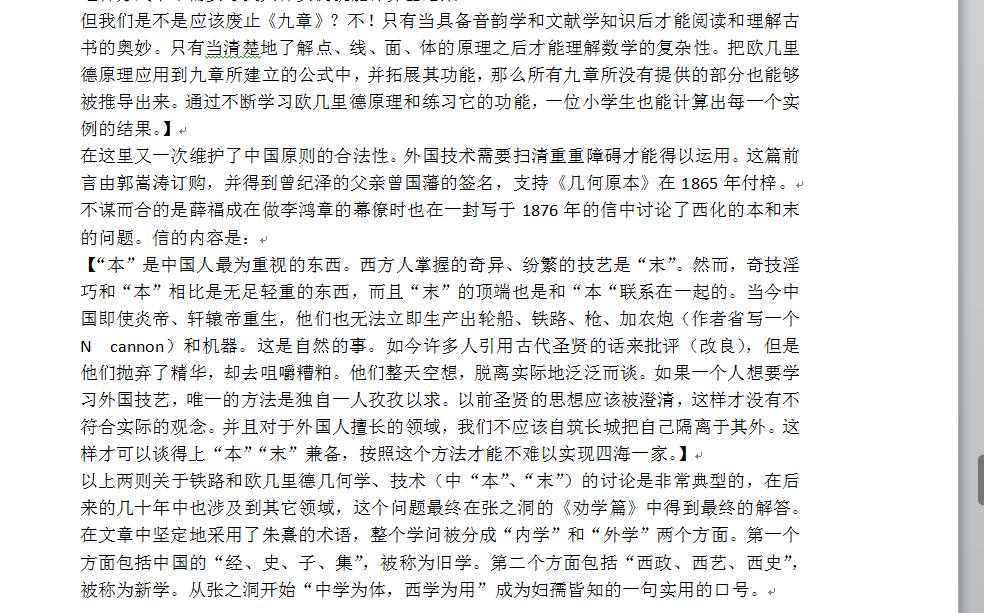 但我们是不是应该废止《九章》？不！只有当具备音韵学和文献学知识后才能阅读和理解古
书的奥妙。只有当清楚地了解点、线、面、体的原理之后才能理解数学的复杂性。把欧几里
德原理应用到九章所建立的公式中，并拓展其功能，那么所有九章所没有提供的部分也能够
被推导出来。通过不断学习欧几里德原理和练习它的功能，一位小学生也能计算出每一个实
例的结果。】
在这里又一次维护了中国原则的合法性。外国技术需要扫清重重障碍才能得以运用。这篇前
言由郭嵩涛订购，并得到曾纪泽的父亲曾国藩的签名，支持《几何原本》在 1865 年付梓。
不谋而合的是薛福成在做李鸿章的幕僚时也在一封写于 1876 年的信中讨论了西化的本和末
的问题。信的内容是：
【“本”是中国人最为重视的东西。西方人掌握的奇异、纷繁的技艺是“末”。然而，奇技淫
巧和“本”相比是无足轻重的东西，而且“末”的顶端也是和“本“联系在一起的。当今中
国即使炎帝、轩辕帝重生，他们也无法立即生产出轮船、铁路、枪、加农炮（作者省写一个
N cannon）和机器。这是自然的事。如今许多人引用古代圣贤的话来批评（改良），但是
他们抛弃了精华，却去咀嚼糟粕。他们整天空想，脱离实际地泛泛而谈。如果一个人想要学
习外国技艺，唯一的方法是独自一人孜孜以求。以前圣贤的思想应该被澄清，这样才没有不
符合实际的观念。并且对于外国人擅长的领域，我们不应该自筑长城把自己隔离于其外。这
样才可以谈得上“本”“末”兼备，按照这个方法才能不难以实现四海一家。】
以上两则关于铁路和欧几里德几何学、技术（中“本”、“末”）的讨论是非常典型的，在后
来的几十年中也涉及到其它领域，这个问题最终在张之洞的《劝学篇》中得到最终的解答。
在文章中坚定地采用了朱熹的术语，整个学问被分成“内学”和“外学”两个方面。第一个
方面包括中国的“经、史、子、集”，被称为旧学。第二个方面包括“西政、西艺、西史”，
被称为新学。从张之洞开始“中学为体，西学为用”成为妇孺皆知的一句实用的口号。